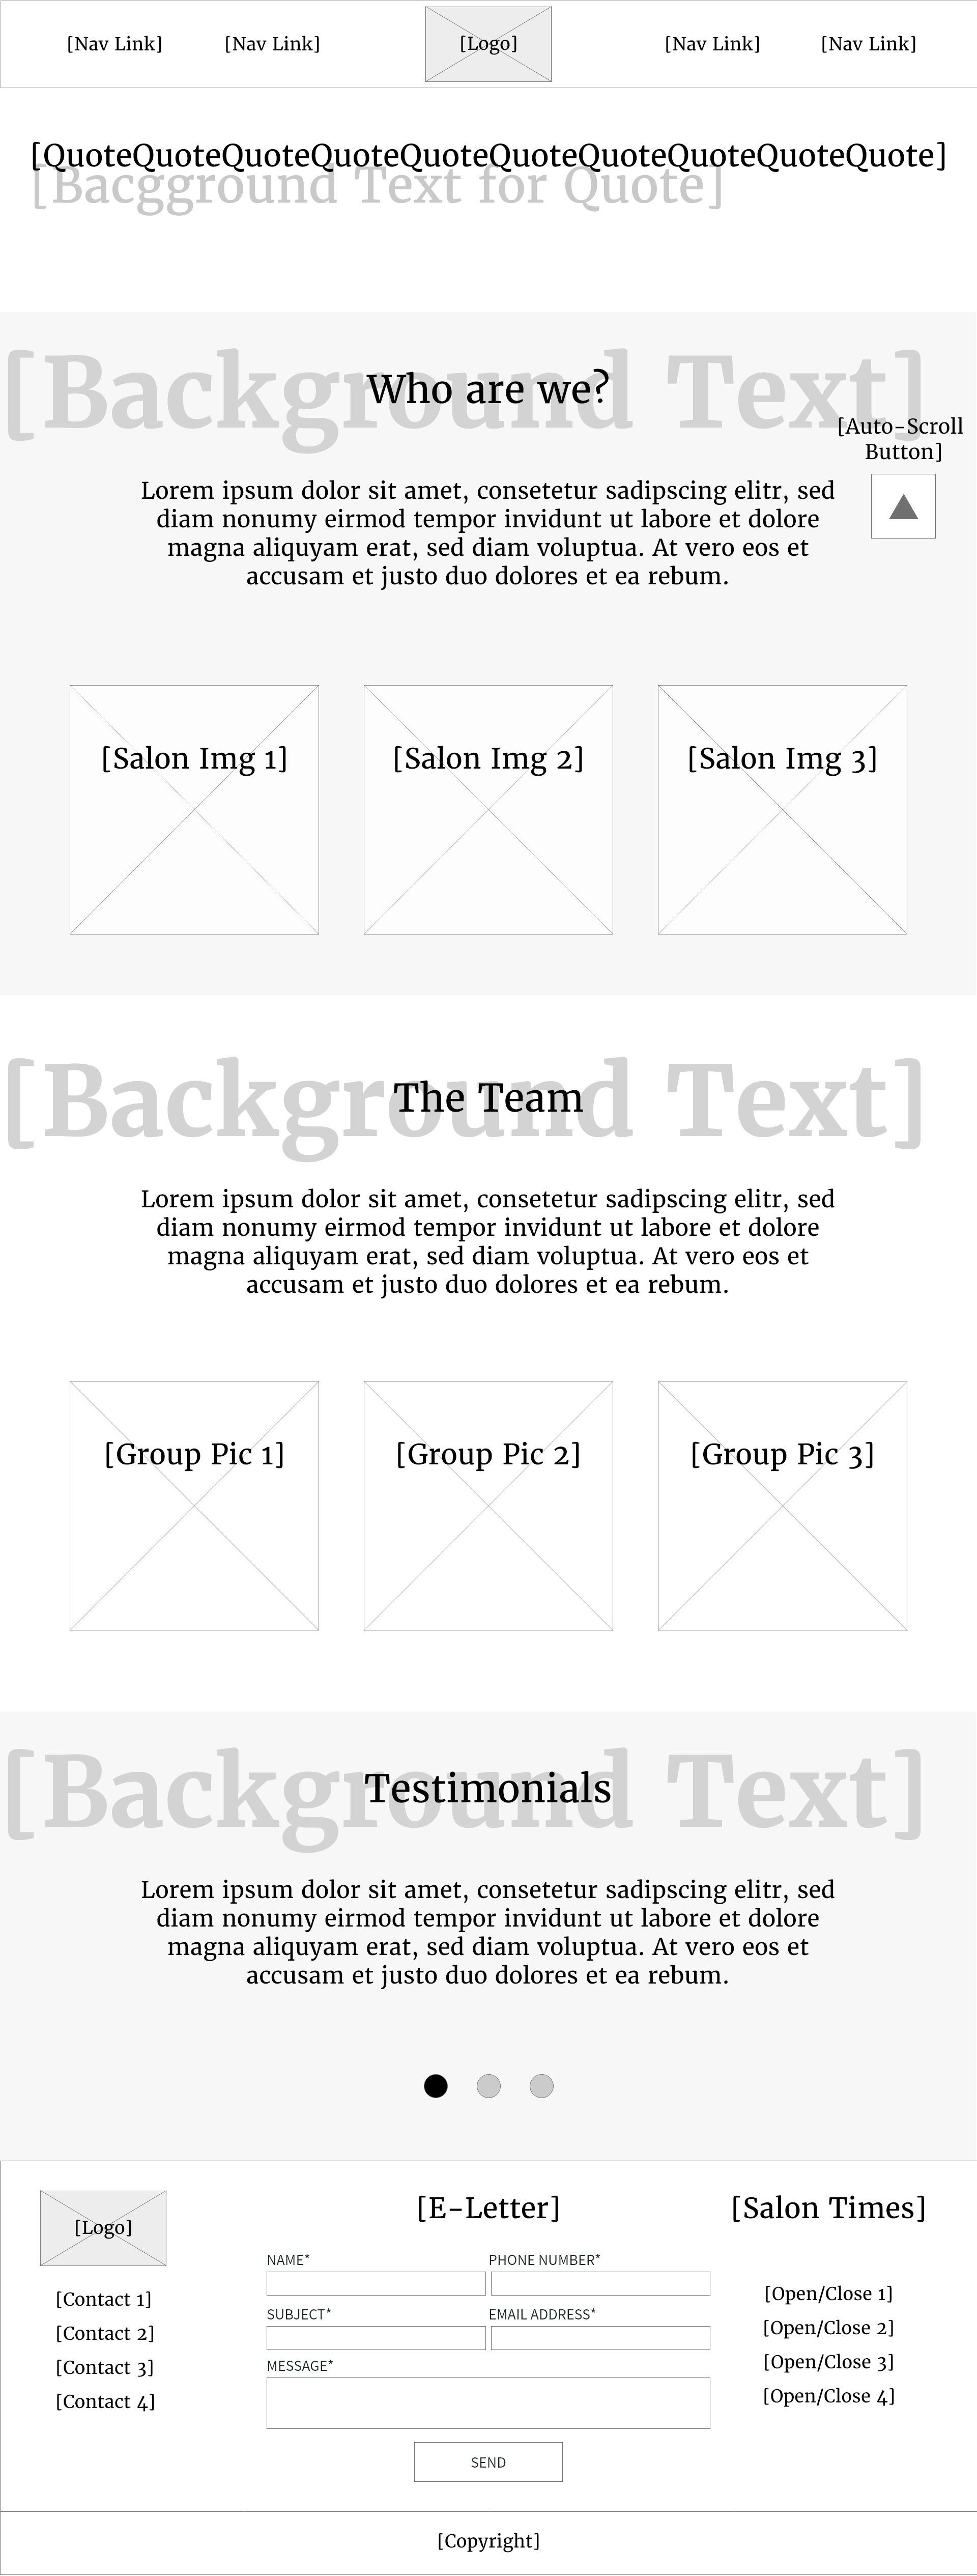 [Nav Link] [Nav Link] [Logo] [Nav Link] [Nav Link]
[QuoteQuoteQuoteQuoteQuoteQuoteQuoteQuoteQuoteQuote]
[Bacgground Text for Quote]
[Background Text]
Who are we?
[Auto-Scroll
Button]
Lorem ipsum dolor sit amet, consetetur sadipscing elitr, sed
diam nonumy eirmod tempor invidunt ut labore et dolore
magna aliquyam erat, sed diam voluptua. At vero eos et
accusam et justo duo dolores et ea rebum.
[Salon Img 1] [Salon Img 2] [Salon Img 3]
[Background Text]
The Team
Lorem ipsum dolor sit amet, consetetur sadipscing elitr, sed
diam nonumy eirmod tempor invidunt ut labore et dolore
magna aliquyam erat, sed diam voluptua. At vero eos et
accusam et justo duo dolores et ea rebum.
[Group Pic 1] [Group Pic 2] [Group Pic 3]
[Background Text]
Testimonials
Lorem ipsum dolor sit amet, consetetur sadipscing elitr, sed
diam nonumy eirmod tempor invidunt ut labore et dolore
magna aliquyam erat, sed diam voluptua. At vero eos et
accusam et justo duo dolores et ea rebum.
[Logo]
[Contact 1]
[Contact 2]
[Contact 3]
[Contact 4]
[E-Letter]
NAME* PHONE NUMBER*
SUBJECT* EMAIL ADDRESS*
MESSAGE*
SEND
[Salon Times]
[Open/Close 1]
[Open/Close 2]
[Open/Close 3]
[Open/Close 4]
[Copyright]